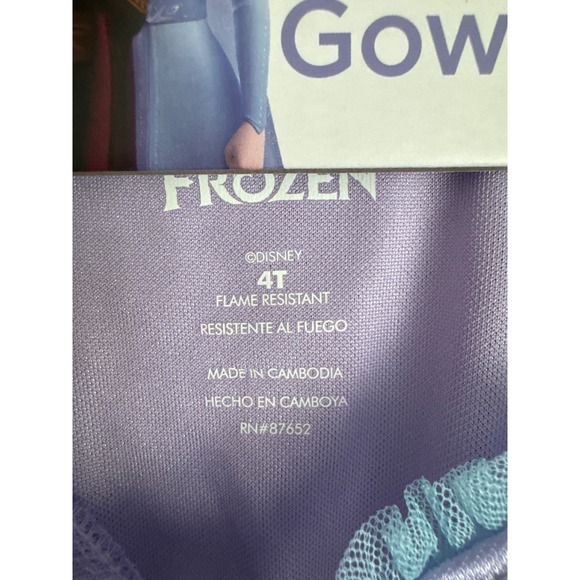 Gow
FROZEN
©DISNEY
4T
FLAME RESISTANT
RESISTENTE AL FUEGO
MADE IN CAMBODIA
HECHO EN CAMBOYA
RN#87652